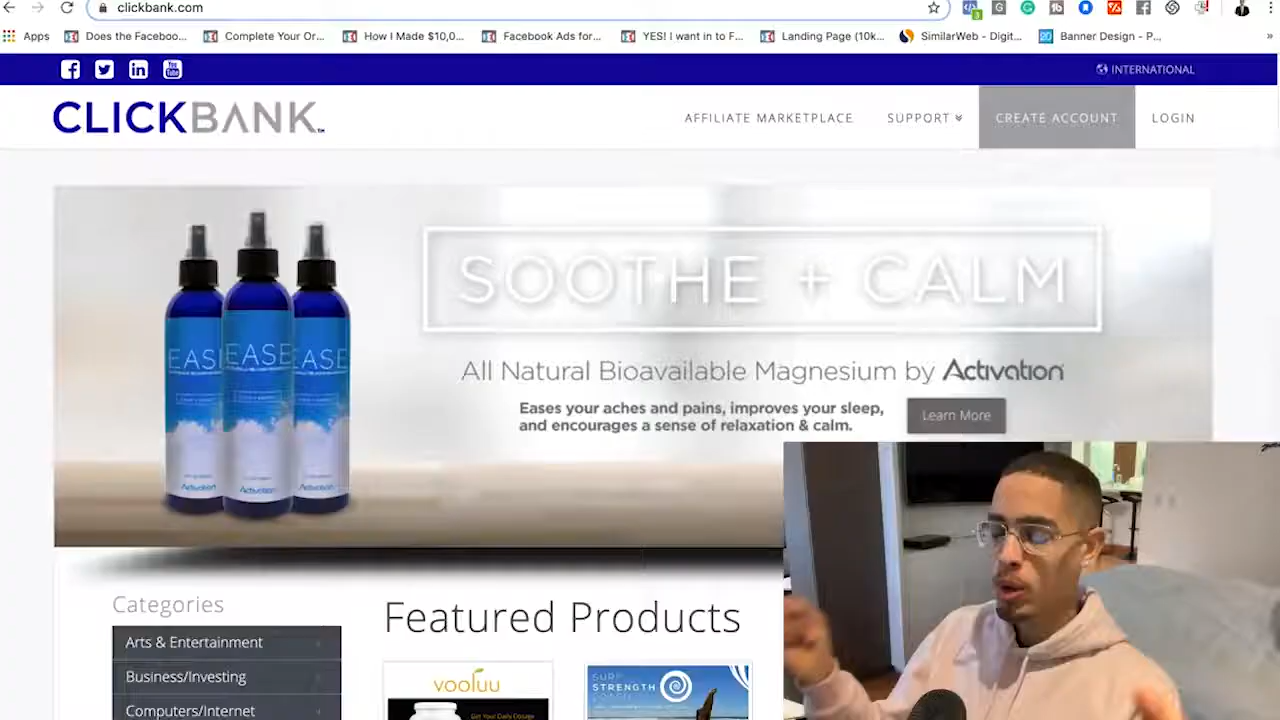 clickbank.com
Apps Does the Faceboo... Complete Your Or... How I Made $10,0... Facebook Ads for... YES! I want in to F... Landing Page (10k... SimilarWeb - Digit... Banner Design - P... »
INTERNATIONAL
CLICKBANK
AFFILIATE MARKETPLACE SUPPORT CREATE ACCOUNT LOGIN
SOOTHE + CALM
All Natural Bioavailable Magnesium by Activation
Eases your aches and pains, improves your sleep,
and encourages a sense of relaxation & calm.
Learn More
EASE EASE EASE
Activation Activation Activation
Categories
Arts & Entertainment
Business/Investing
Computers/Internet
Featured Products
vooluu
SURF
STRENGTH
COACH